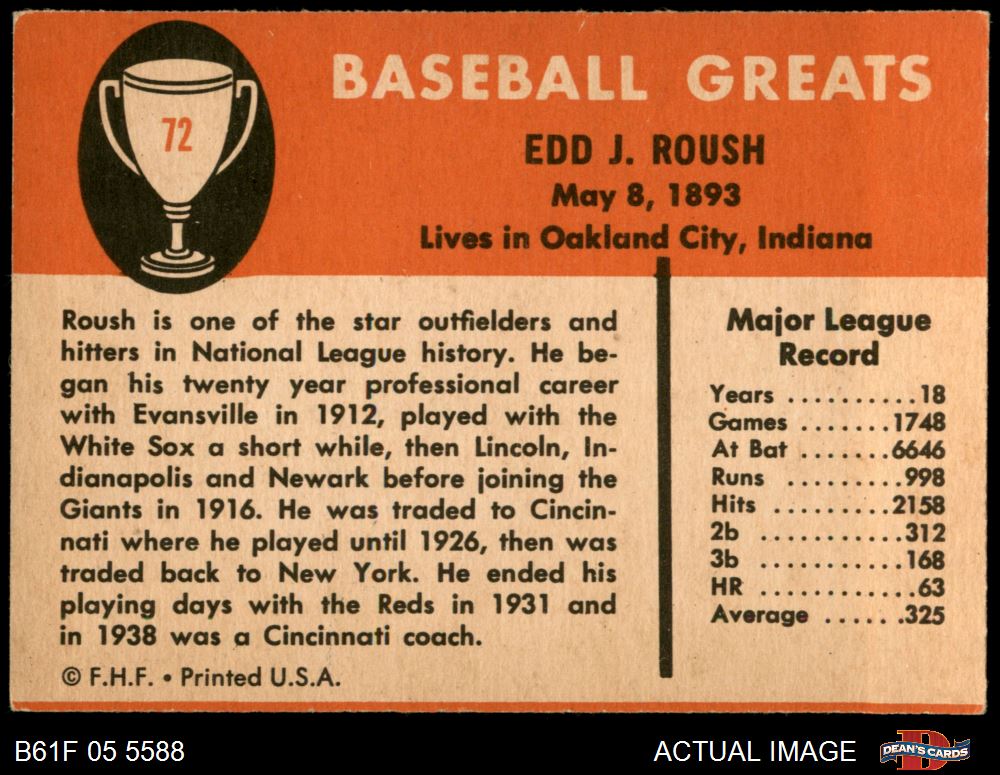 72
BASEBALL GREATS
EDD J. ROUSH
May 8, 1893
Lives in Oakland City, Indiana
Roush is one of the star outfielders and
hitters in National League history. He be-
gan his twenty year professional career
with Evansville in 1912, played with the
White Sox a short while, then Lincoln, In-
dianapolis and Newark before joining the
Giants in 1916. He was traded to Cincin-
nati where he played until 1926, then was
traded back to New York. He ended his
playing days with the Reds in 1931 and
in 1938 was a Cincinnati coach.
© F.H.F. • Printed U.S.A.
Major League
Record
Years ..........18
Games .......1748
At Bat .......6646
Runs .........998
Hits .........2158
2b ...........312
3b ...........168
HR ............63
Average ......325
B61F 05 5588
ACTUAL IMAGE
DEAN'S CARDS